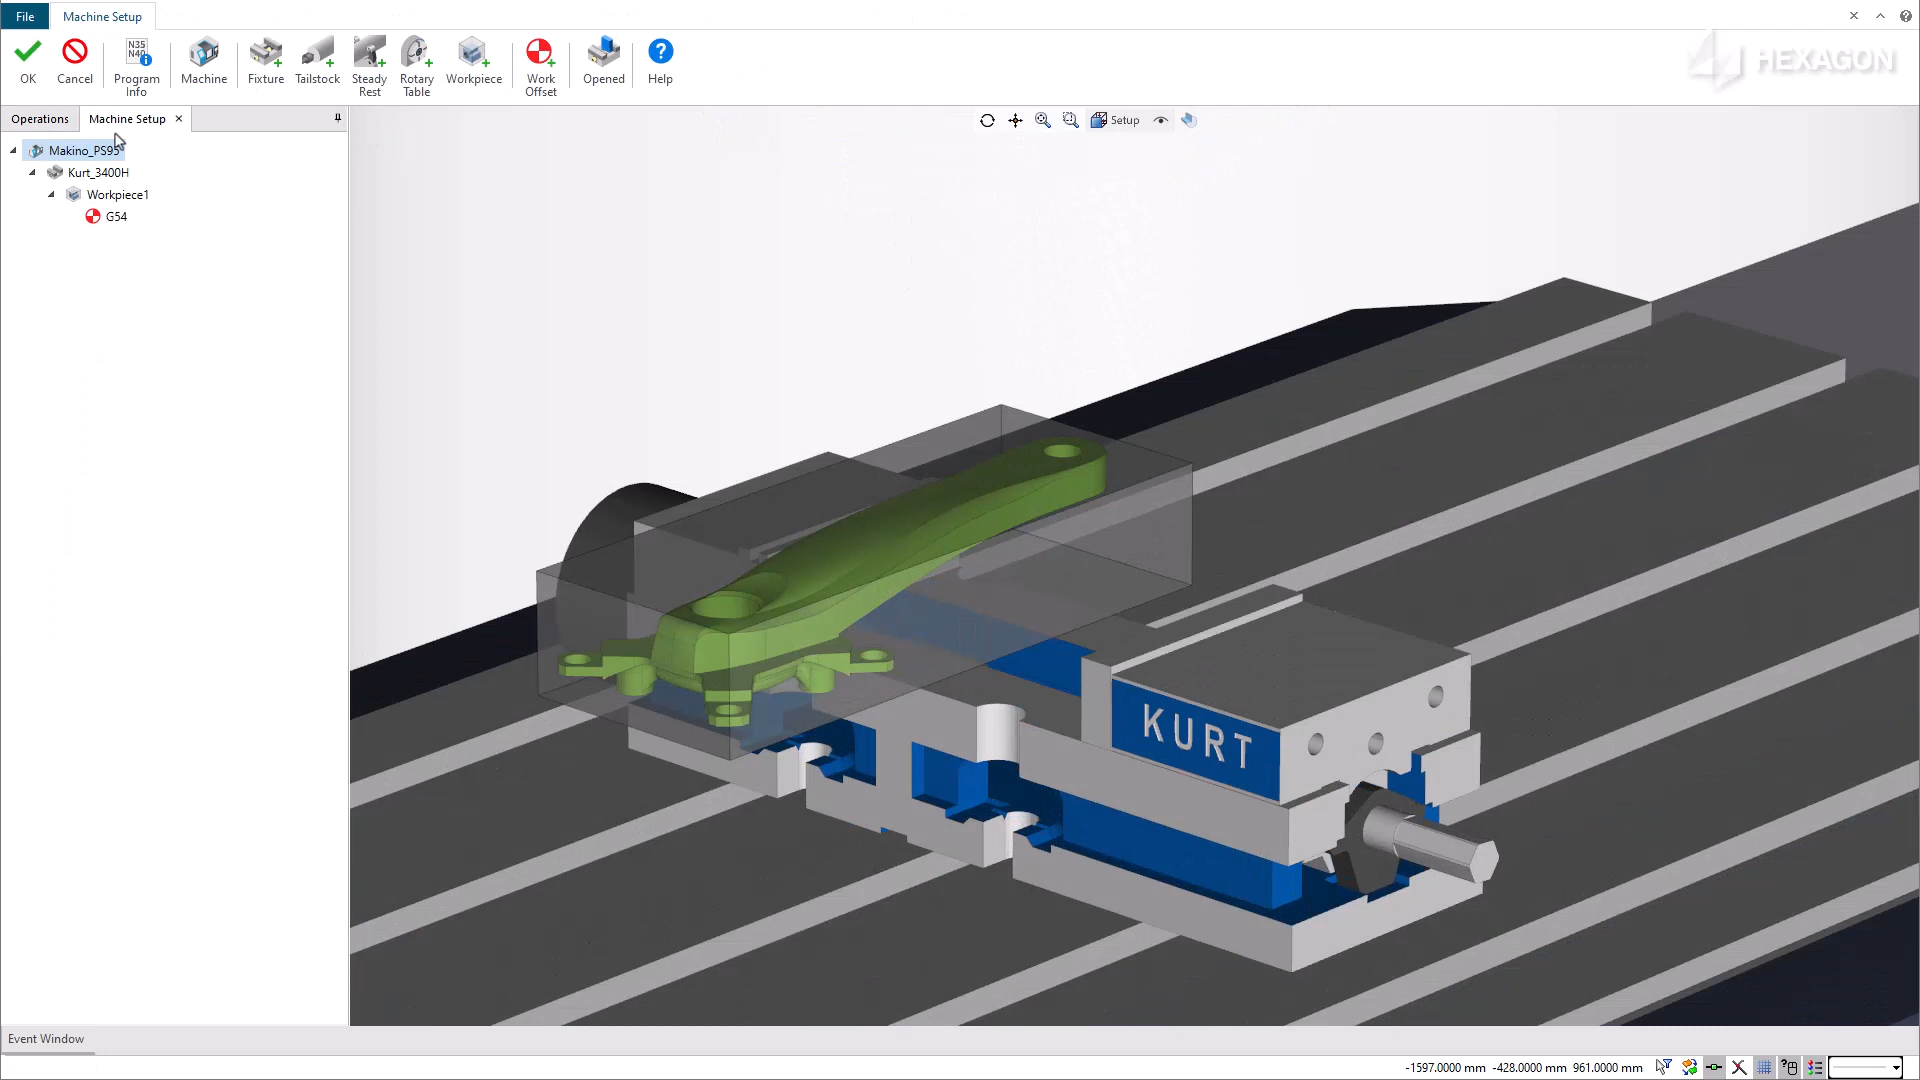 File Machine Setup
N35
N40
OK Cancel Program Info Machine Fixture Tailstock Steady Rest Rotary Table Workpiece Work Offset Opened Help
HEXAGON
Operations Machine Setup
Setup
Makino_PS95
Kurt_3400H
Workpiece1
G54
KURT
Event Window
-1597.0000 mm -428.0000 mm 961.0000 mm